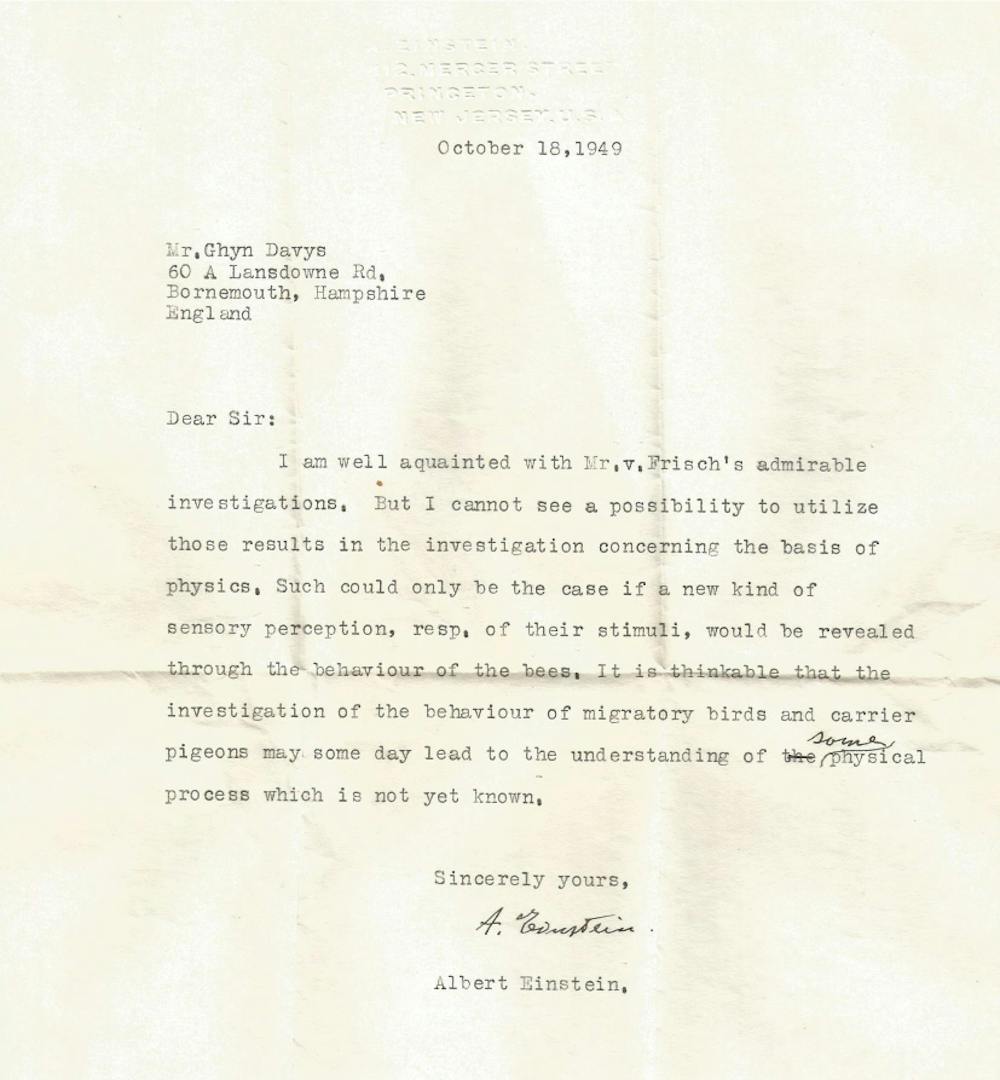 EINSTEIN.
MERCER STREET
PRINCETON.
NEW JERSEY.U.S.
October 18,1949
Mr.Ghyn Davys
60 A Lansdowne Rd.
Bornemouth, Hampshire
England
Dear Sir:
I am well aquainted with Mr.v.Frisch's admirable
investigations. But I cannot see a possibility to utilize
those results in the investigation concerning the basis of
physics. Such could only be the case if a new kind of
sensory perception, resp. of their stimuli, would be revealed
through the behaviour of the bees. It is thinkable that the
investigation of the behaviour of migratory birds and carrier
some
pigeons may some day lead to the understanding of the physical
process which is not yet known.
Sincerely yours,
A. Einstein.
Albert Einstein.